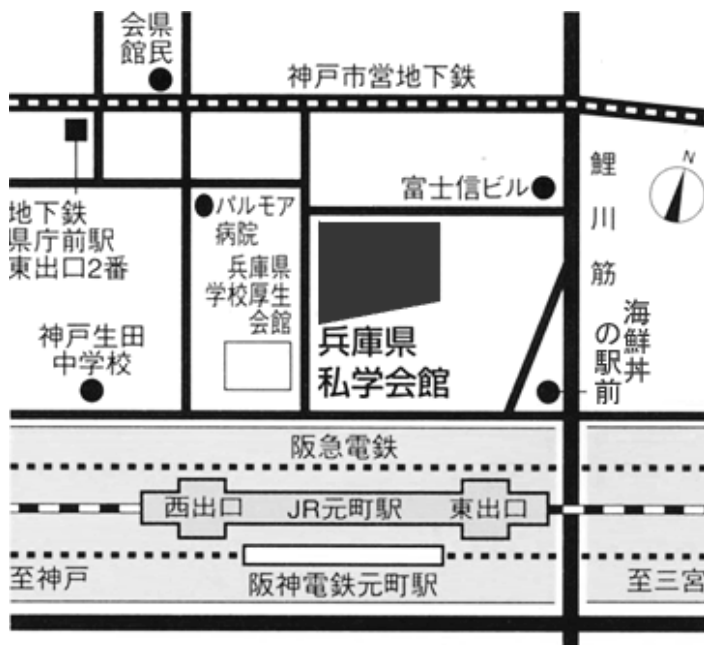 県民
会館
神戸市営地下鉄
N
富士信ビル
鯉川筋
パルモア
病院
地下鉄
県庁前駅
東出口2番
兵庫県
学校厚生
会館
神戸生田
中学校
兵庫県
私学会館
海鮮丼
の駅前
阪急電鉄
西出口
JR元町駅
東出口
至神戸
阪神電鉄元町駅
至三宮